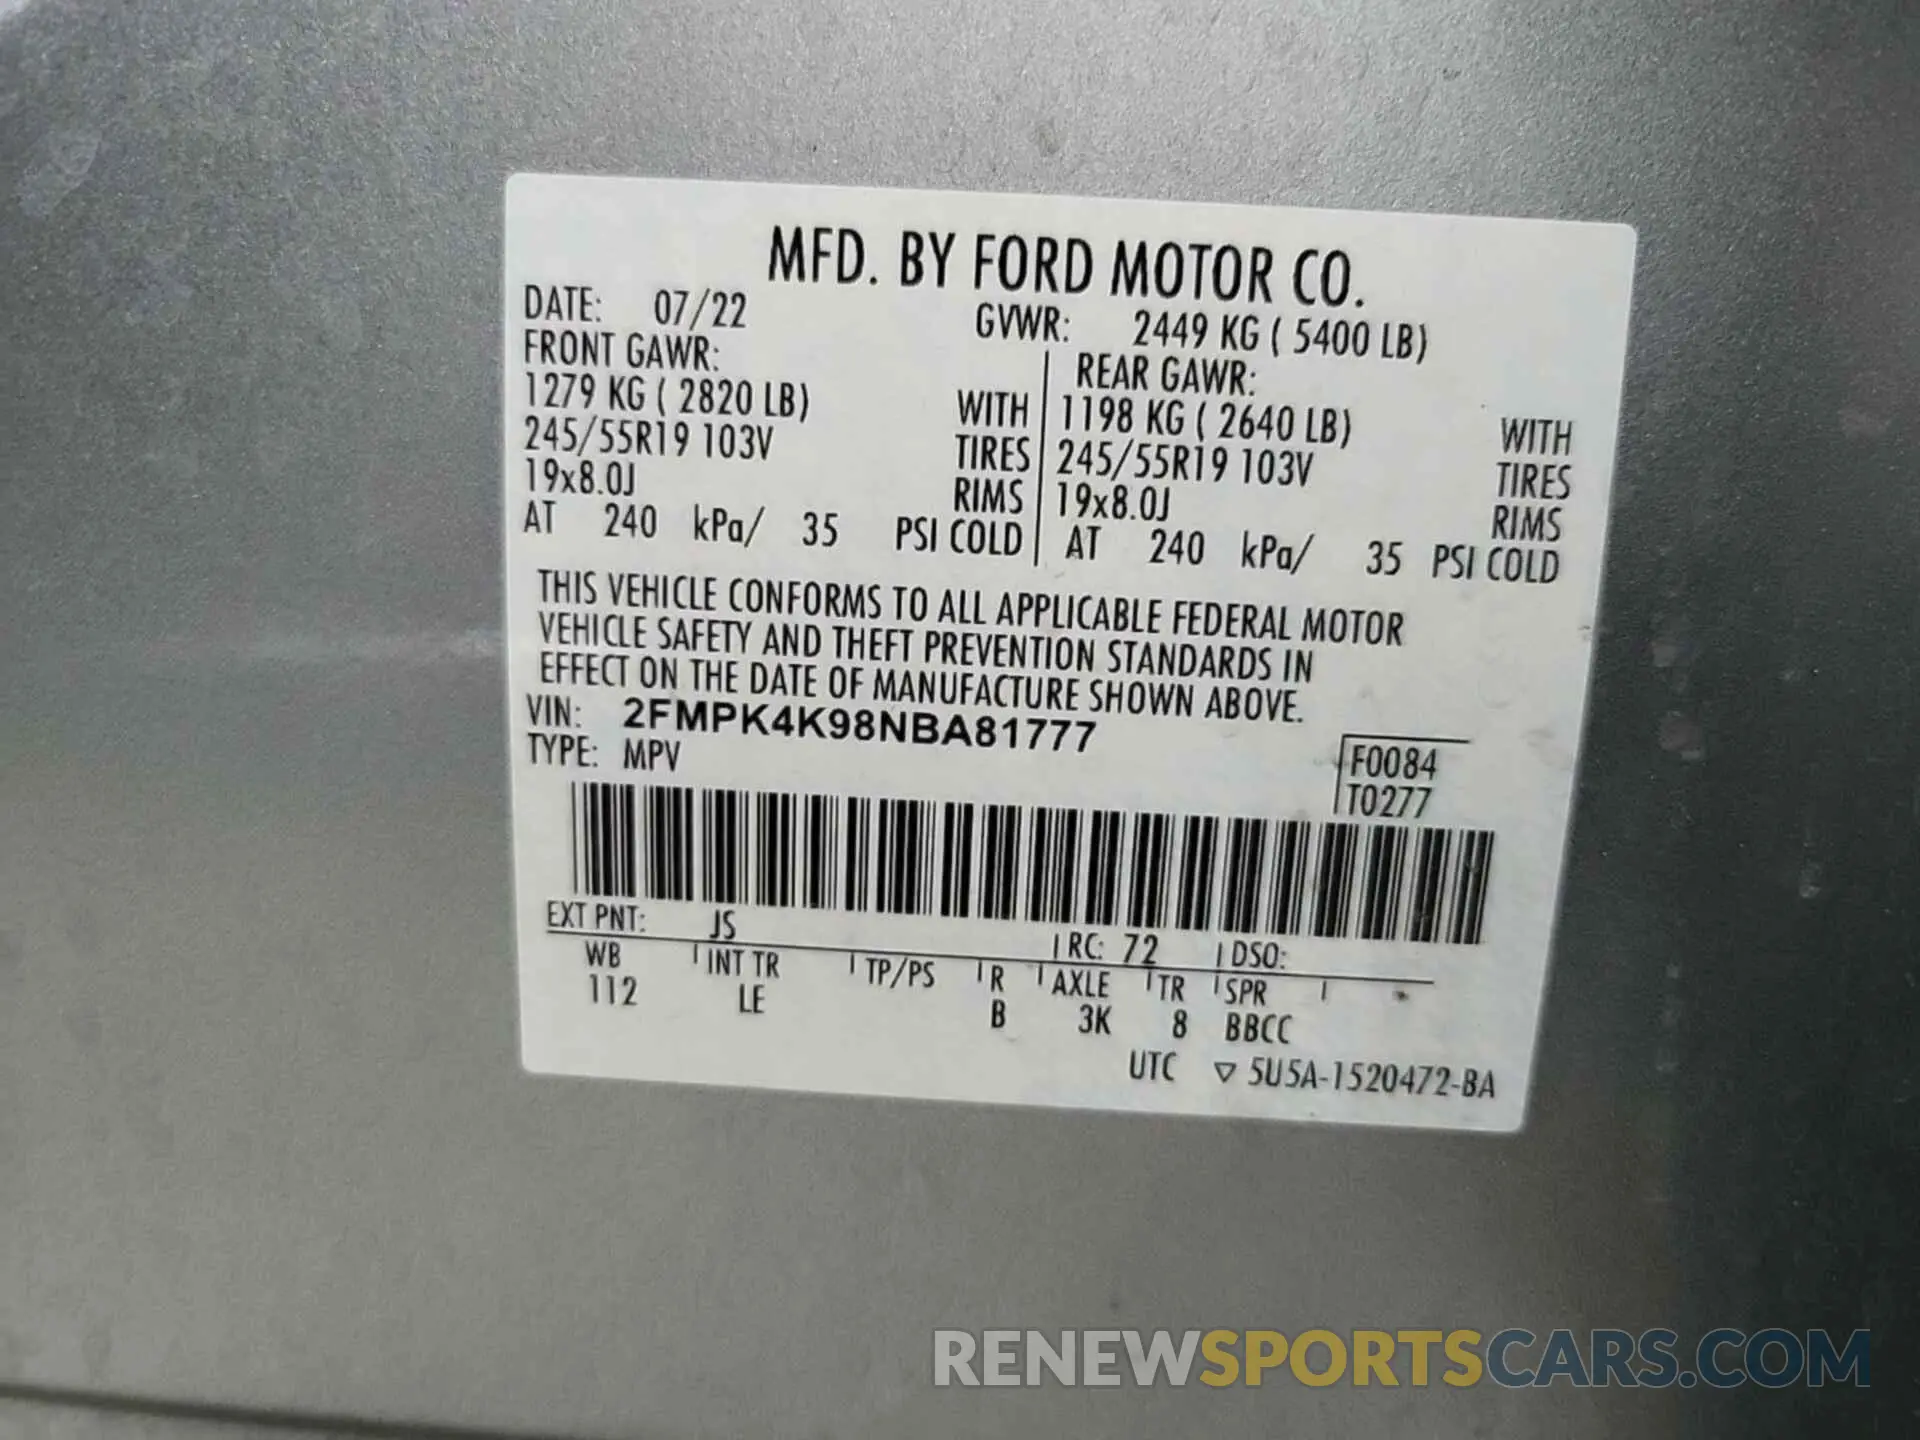 MFD. BY FORD MOTOR CO.
DATE: 07/22 GVWR: 2449 KG ( 5400 LB)
FRONT GAWR: REAR GAWR:
1279 KG ( 2820 LB) WITH 1198 KG ( 2640 LB) WITH
245/55R19 103V TIRES 245/55R19 103V TIRES
19x8.0J RIMS 19x8.0J RIMS
AT 240 kPa/ 35 PSI COLD AT 240 kPa/ 35 PSI COLD
THIS VEHICLE CONFORMS TO ALL APPLICABLE FEDERAL MOTOR
VEHICLE SAFETY AND THEFT PREVENTION STANDARDS IN
EFFECT ON THE DATE OF MANUFACTURE SHOWN ABOVE.
VIN: 2FMPK4K98NBA81777
TYPE: MPV
F0084
T0277
EXT PNT: JS RC: 72 DSO:
WB INT TR TP/PS R AXLE TR SPR
112 LE B 3K 8 BBCC
UTC ▽ 5U5A-1520472-BA
RENEWSPORTSCARS.COM